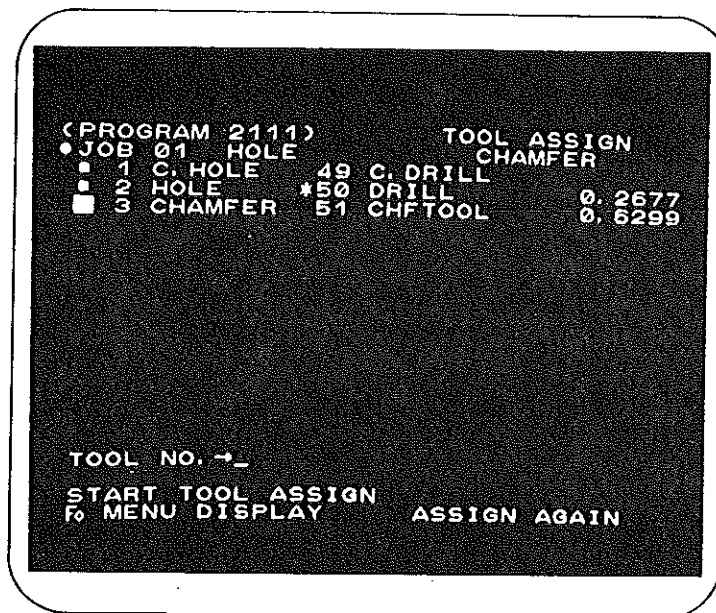 (PROGRAM 2111) TOOL ASSIGN
●JOB 01 HOLE CHAMFER
■ 1 C. HOLE 49 C. DRILL
■ 2 HOLE *50 DRILL 0. 2677
■ 3 CHAMFER 51 CHFTOOL 0. 6299
TOOL NO. →_
START TOOL ASSIGN
F0 MENU DISPLAY ASSIGN AGAIN